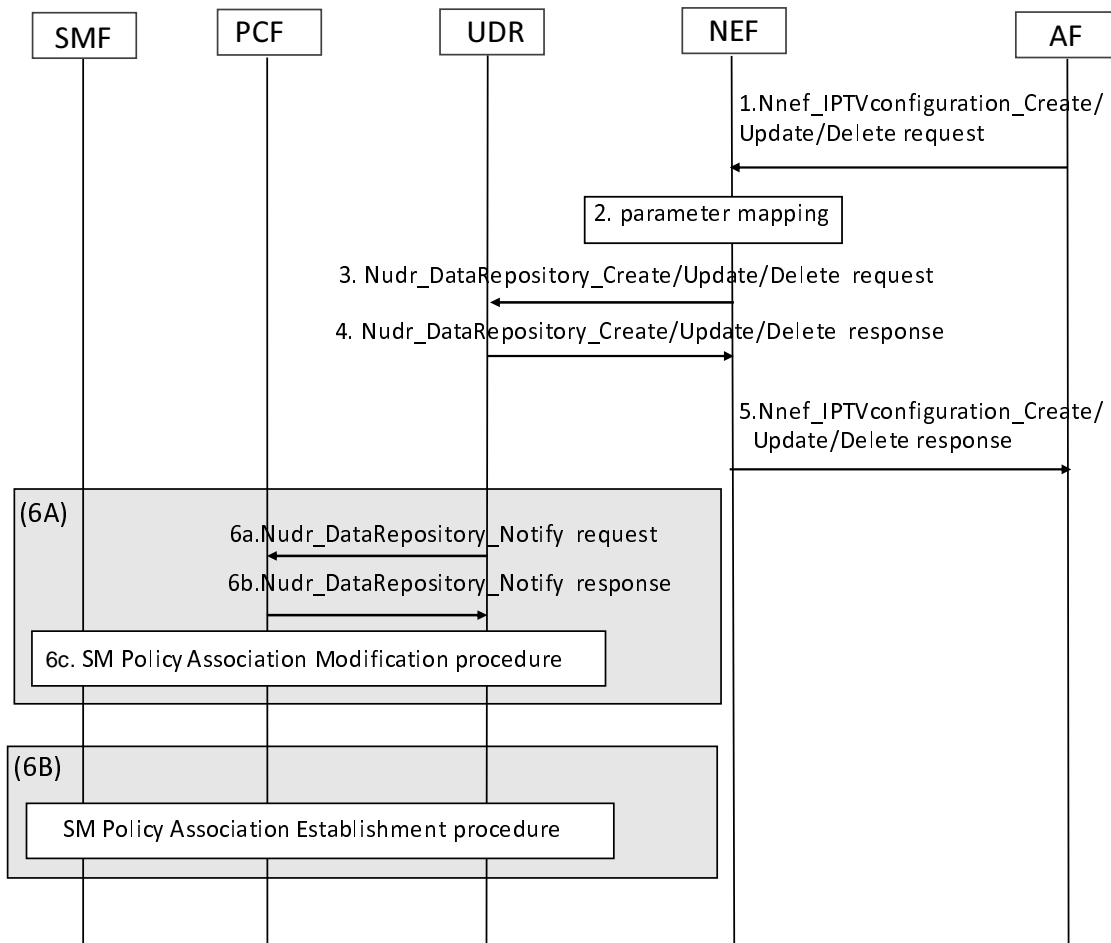 SMF
PCF
UDR
NEF
AF
1.Nnef_IPTVconfiguration_Create/
Update/Delete request
2. parameter mapping
3. Nudr_DataRepository_Create/Update/Delete request
4. Nudr_DataRepository_Create/Update/Delete response
5.Nnef_IPTVconfiguration_Create/
Update/Delete response
(6A)
6a.Nudr_DataRepository_Notify request
6b.Nudr_DataRepository_Notify response
6c. SM Policy Association Modification procedure
(6B)
SM Policy Association Establishment procedure